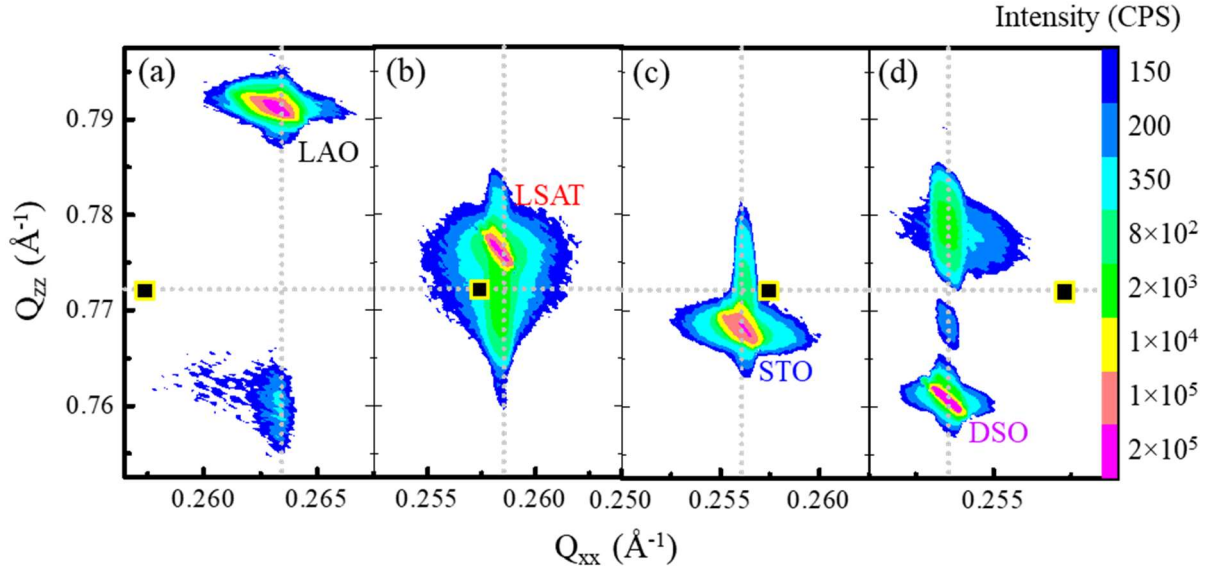 Intensity (CPS)
(a) (b) (c) (d)
150
200
350
8×10²
2×10³
1×10⁴
1×10⁵
2×10⁵
0.79
0.78
0.77
0.76
Q_zz (Å⁻¹)
LAO
LSAT
STO
DSO
0.260 0.265 0.255 0.260 0.250 0.255 0.260 0.255
Q_xx (Å⁻¹)